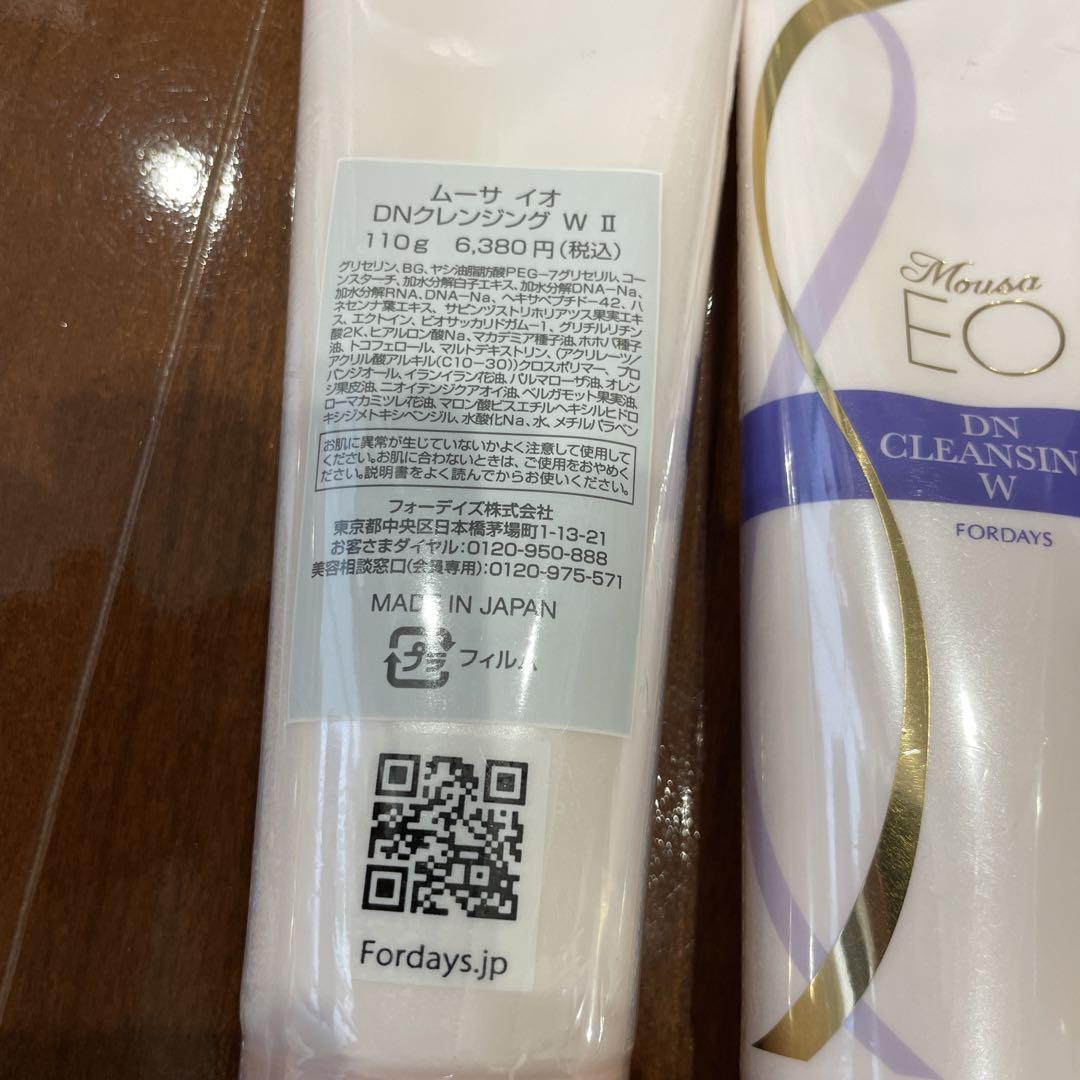 ムーサ イオ
DNクレンジング W Ⅱ
110g 6,380円(税込)
グリセリン、BG、ヤシ油脂肪酸PEG-7グリセリル、コー
ンスターチ、加水分解白子エキス、加水分解DNA-Na、
加水分解RNA、DNA-Na、ヘキサペプチド-42、ハ
ネセンナ葉エキス、サピンヅストリホリアツス果実エキ
ス、エクトイン、ビオサッカリドガム-1、グリチルリチン
酸2K、ヒアルロン酸Na、マカデミア種子油、ホホバ種子
油、トコフェロール、マルトデキストリン、(アクリレーツ/
アクリル酸アルキル(C10-30))クロスポリマー、プロ
パンジオール、イランイラン花油、パルマローザ油、オレン
ジ果皮油、ニオイテンジクアオイ油、ベルガモット果実油、
ローマカミツレ花油、マロン酸ビスエチルヘキシルヒドロ
キシジメトキシベンジル、水酸化Na、水、メチルパラベン
お肌に異常が生じていないかよく注意して使用して
ください。お肌に合わないときは、ご使用をおやめく
ださい。説明書をよく読んでからお使いください。
フォーデイズ株式会社
東京都中央区日本橋茅場町1-13-21
お客さまダイヤル:0120-950-888
美容相談窓口(会員専用):0120-975-571
MADE IN JAPAN
プラ フィルム
Fordays.jp
Mousa
EO
DN
CLEANSIN
W
FORDAYS